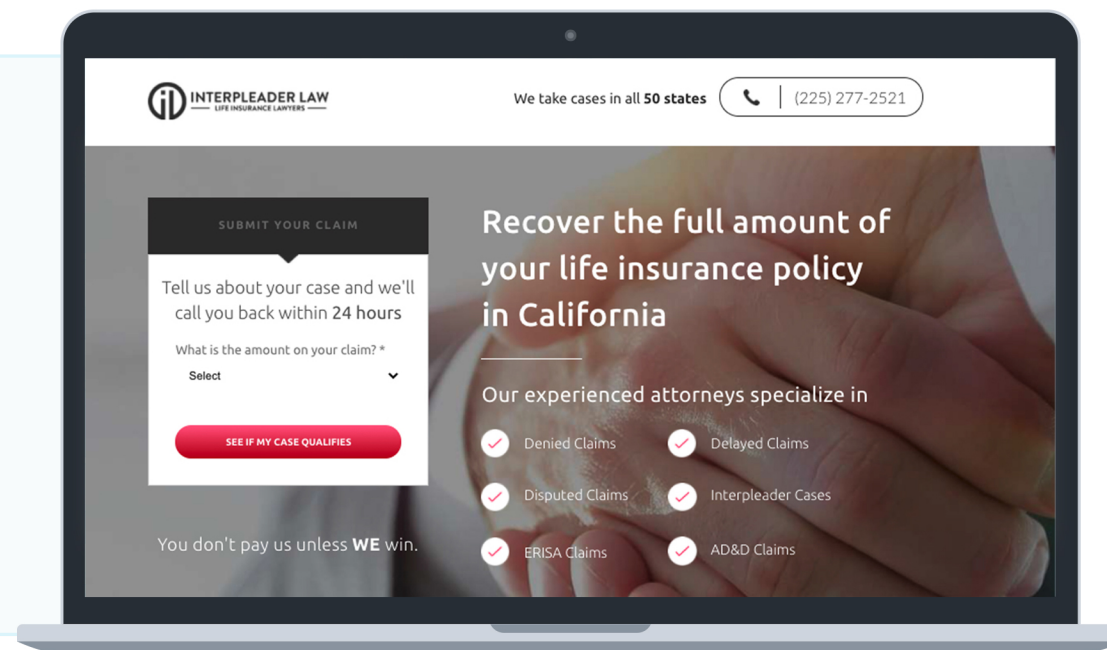 INTERPLEADER LAW
LIFE INSURANCE LAWYERS
We take cases in all 50 states
(225) 277-2521
SUBMIT YOUR CLAIM
Tell us about your case and we'll
call you back within 24 hours
What is the amount on your claim? *
Select
SEE IF MY CASE QUALIFIES
You don't pay us unless WE win.
Recover the full amount of
your life insurance policy
in California
Our experienced attorneys specialize in
Denied Claims
Delayed Claims
Disputed Claims
Interpleader Cases
ERISA Claims
AD&D Claims